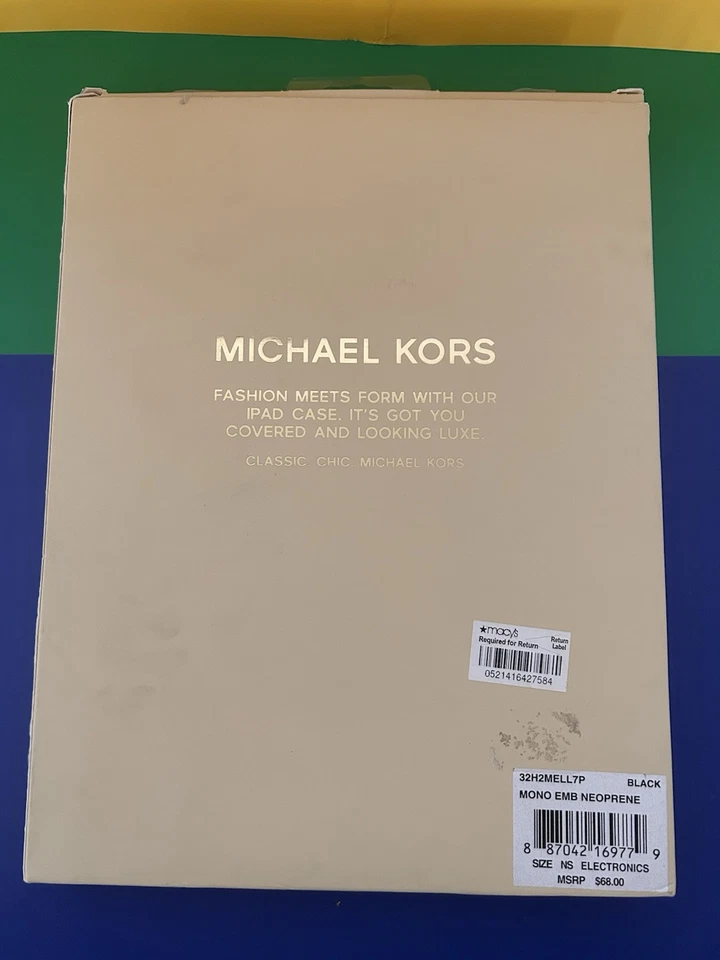 MICHAEL KORS
FASHION MEETS FORM WITH OUR
IPAD CASE. IT'S GOT YOU
COVERED AND LOOKING LUXE.
CLASSIC CHIC MICHAEL KORS
★macy's
Required for Return
Return
Label
0521416427584
32H2MELL7P BLACK
MONO EMB NEOPRENE
8 87042 16977 9
SIZE NS ELECTRONICS
MSRP $68.00